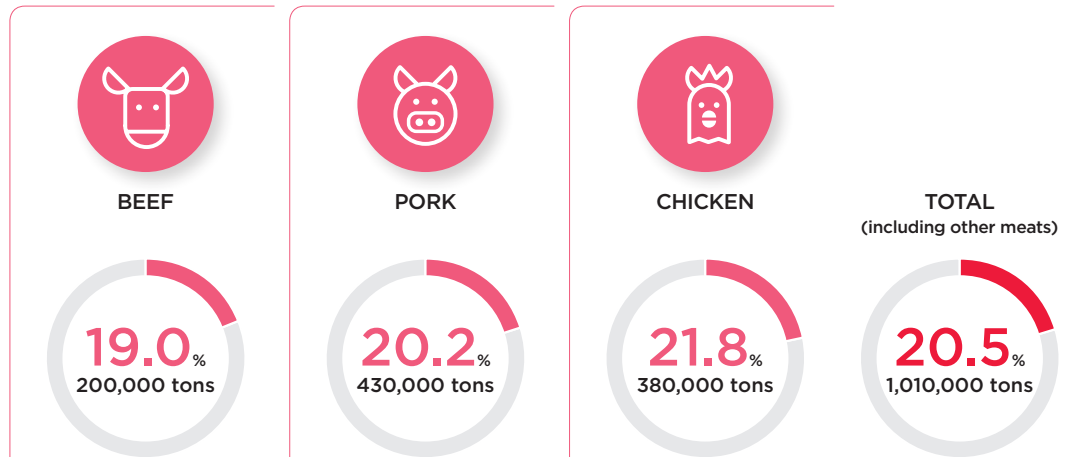 BEEF
19.0%
200,000 tons
PORK
20.2%
430,000 tons
CHICKEN
21.8%
380,000 tons
TOTAL
(including other meats)
20.5%
1,010,000 tons